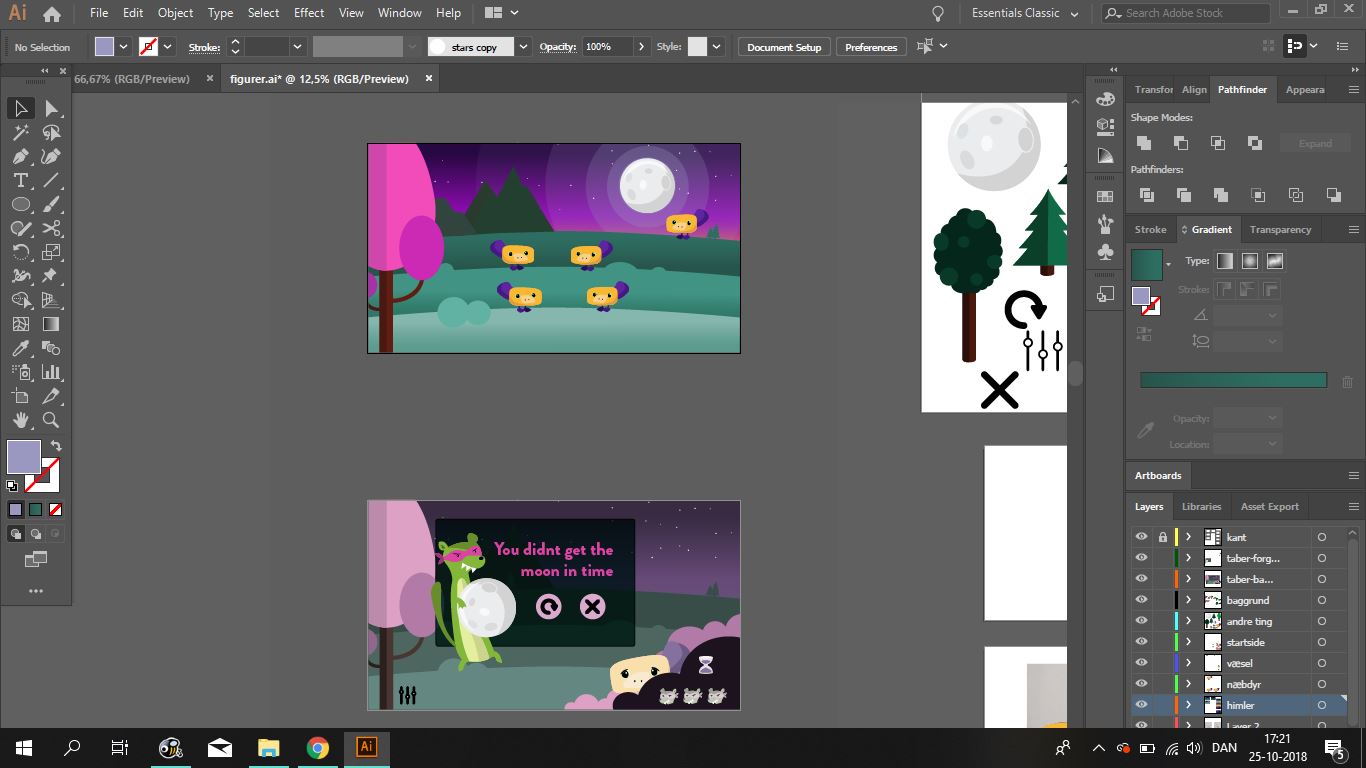 Ai File Edit Object Type Select Effect View Window Help Essentials Classic Search Adobe Stock
No Selection Stroke: stars copy Opacity: 100% Style: Document Setup Preferences
66,67% (RGB/Preview) × figurer.ai* @ 12,5% (RGB/Preview) ×
Transfor Align Pathfinder Appeara
Shape Modes:
Expand
Pathfinders:
Stroke Gradient Transparency
Type:
Stroke:
Opacity:
Location:
Artboards
Layers Libraries Asset Export
kant
taber-forg...
taber-ba...
baggrund
andre ting
startside
væsel
næbdyr
himler
Layer 2
You didnt get the
moon in time
Ai
DAN
17:21
25-10-2018
5